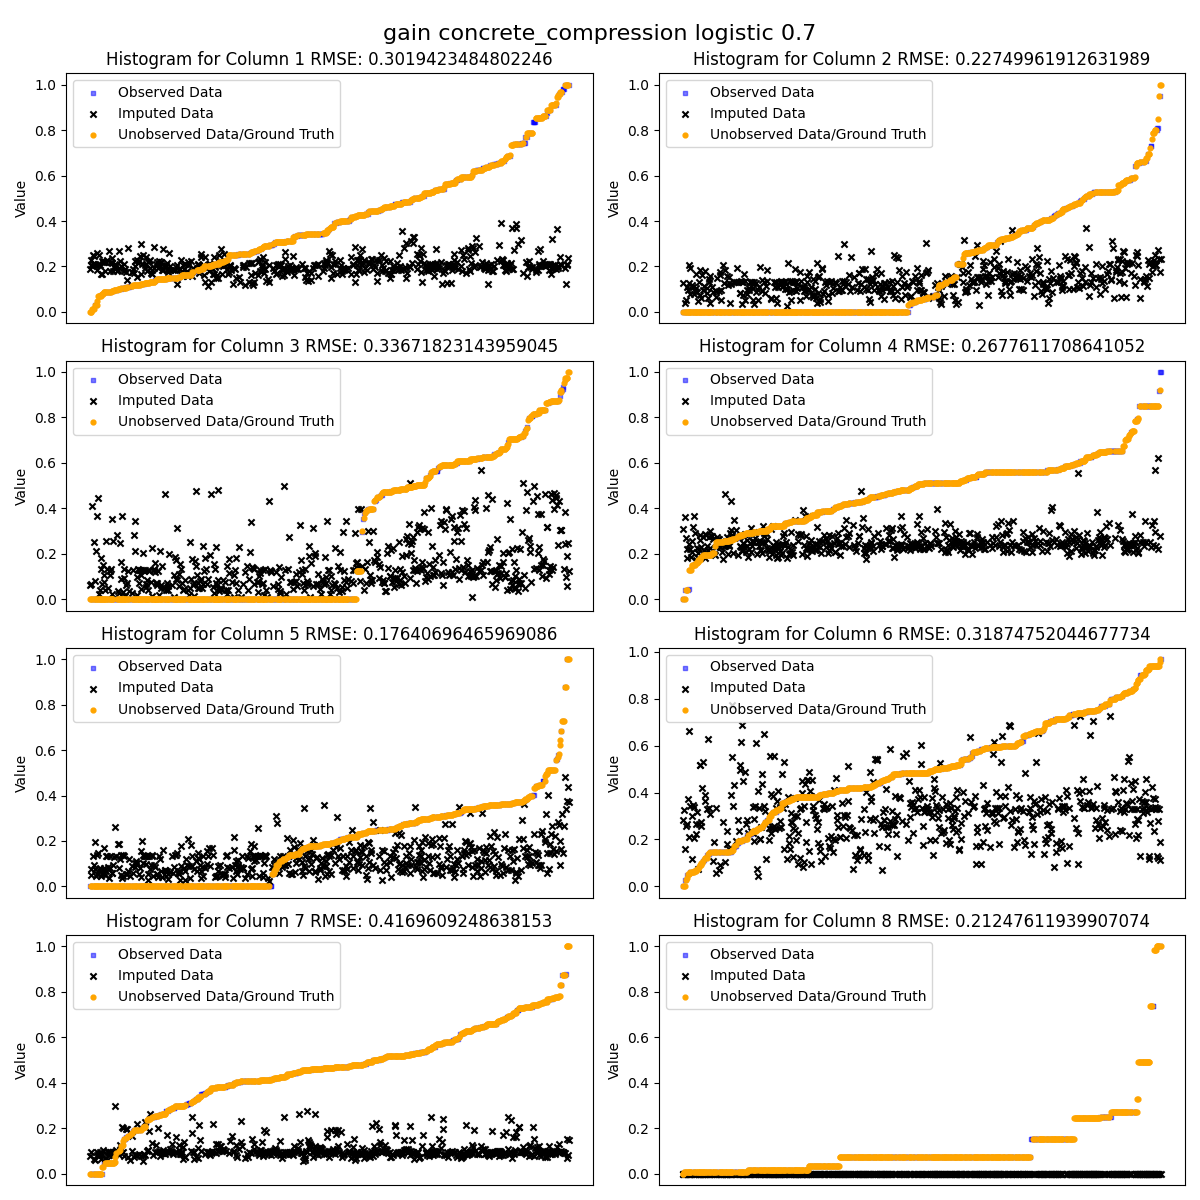 gain concrete_compression logistic 0.7
Histogram for Column 1 RMSE: 0.3019423484802246
Value
1.0
0.8
0.6
0.4
0.2
0.0
Observed Data
Imputed Data
Unobserved Data/Ground Truth
Histogram for Column 2 RMSE: 0.22749961912631989
Value
1.0
0.8
0.6
0.4
0.2
0.0
Observed Data
Imputed Data
Unobserved Data/Ground Truth
Histogram for Column 3 RMSE: 0.33671823143959045
Value
1.0
0.8
0.6
0.4
0.2
0.0
Observed Data
Imputed Data
Unobserved Data/Ground Truth
Histogram for Column 4 RMSE: 0.2677611708641052
Value
1.0
0.8
0.6
0.4
0.2
0.0
Observed Data
Imputed Data
Unobserved Data/Ground Truth
Histogram for Column 5 RMSE: 0.17640696465969086
Value
1.0
0.8
0.6
0.4
0.2
0.0
Observed Data
Imputed Data
Unobserved Data/Ground Truth
Histogram for Column 6 RMSE: 0.31874752044677734
Value
1.0
0.8
0.6
0.4
0.2
0.0
Observed Data
Imputed Data
Unobserved Data/Ground Truth
Histogram for Column 7 RMSE: 0.4169609248638153
Value
1.0
0.8
0.6
0.4
0.2
0.0
Observed Data
Imputed Data
Unobserved Data/Ground Truth
Histogram for Column 8 RMSE: 0.21247611939907074
Value
1.0
0.8
0.6
0.4
0.2
0.0
Observed Data
Imputed Data
Unobserved Data/Ground Truth